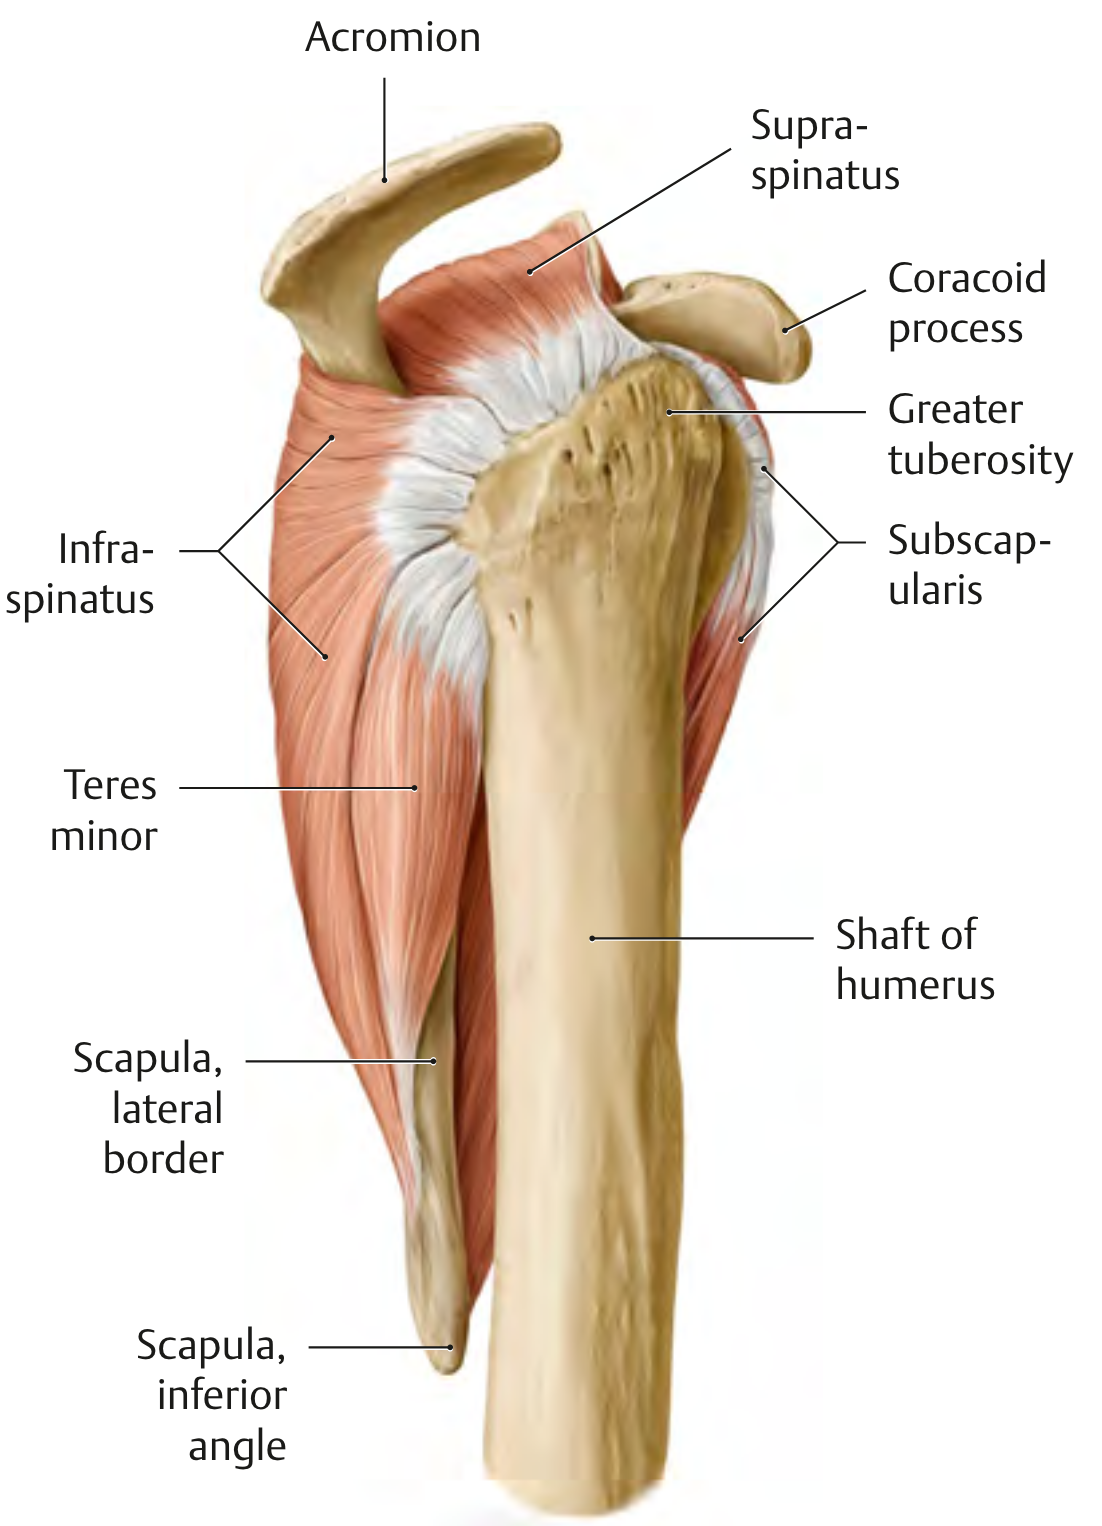 Acromion
Supra-
spinatus
Coracoid
process
Greater
tuberosity
Subscap-
ularis
Infra-
spinatus
Teres
minor
Shaft of
humerus
Scapula,
lateral
border
Scapula,
inferior
angle